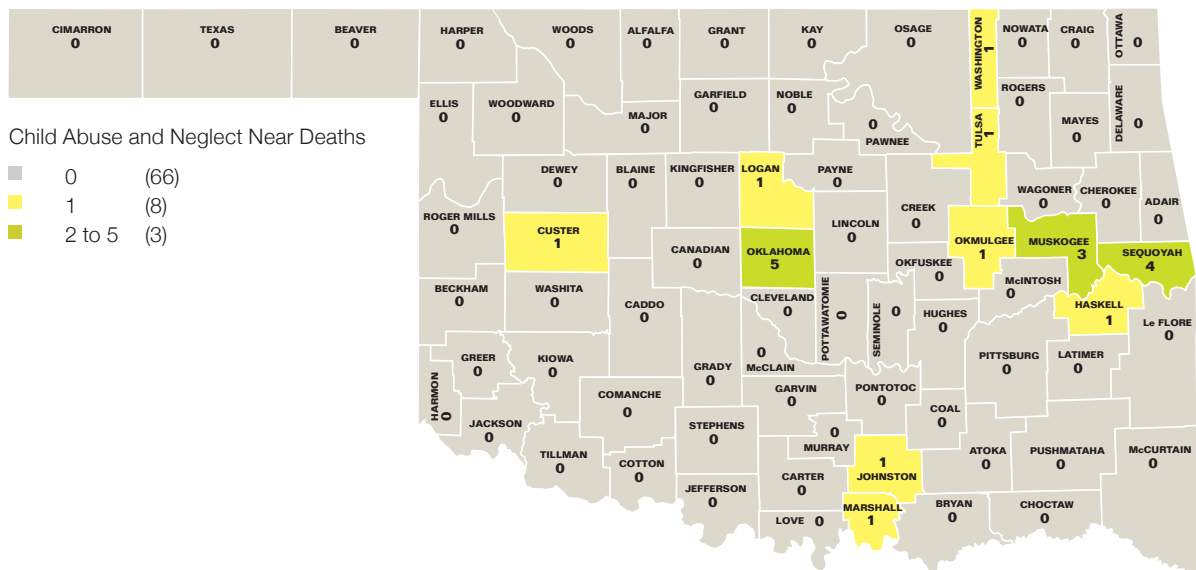 CIMARRON
0
TEXAS
0
BEAVER
0
HARPER
0
WOODS
0
ALFALFA
0
GRANT
0
KAY
0
OSAGE
0
WASHINGTON
1
NOWATA
0
CRAIG
0
OTTAWA
0
ELLIS
0
WOODWARD
0
MAJOR
0
GARFIELD
0
NOBLE
0
0
PAWNEE
TULSA
1
ROGERS
0
MAYES
0
DELAWARE
0
Child Abuse and Neglect Near Deaths
0 (66)
1 (8)
2 to 5 (3)
DEWEY
0
BLAINE
0
KINGFISHER
0
LOGAN
1
PAYNE
0
CREEK
0
WAGONER
0
CHEROKEE
0
ADAIR
0
ROGER MILLS
0
CUSTER
1
CANADIAN
0
OKLAHOMA
5
LINCOLN
0
OKFUSKEE
0
OKMULGEE
1
MUSKOGEE
3
SEQUOYAH
4
BECKHAM
0
WASHITA
0
CADDO
0
CLEVELAND
0
POTTAWATOMIE
0
SEMINOLE
0
HUGHES
0
McINTOSH
0
HASKELL
1
Le FLORE
0
HARMON
0
GREER
0
KIOWA
0
GRADY
0
0
McCLAIN
PITTSBURG
0
LATIMER
0
JACKSON
0
COMANCHE
0
GARVIN
0
PONTOTOC
0
COAL
0
TILLMAN
0
COTTON
0
STEPHENS
0
0
MURRAY
1
JOHNSTON
ATOKA
0
PUSHMATAHA
0
McCURTAIN
0
JEFFERSON
0
CARTER
0
LOVE 0
MARSHALL
1
BRYAN
0
CHOCTAW
0